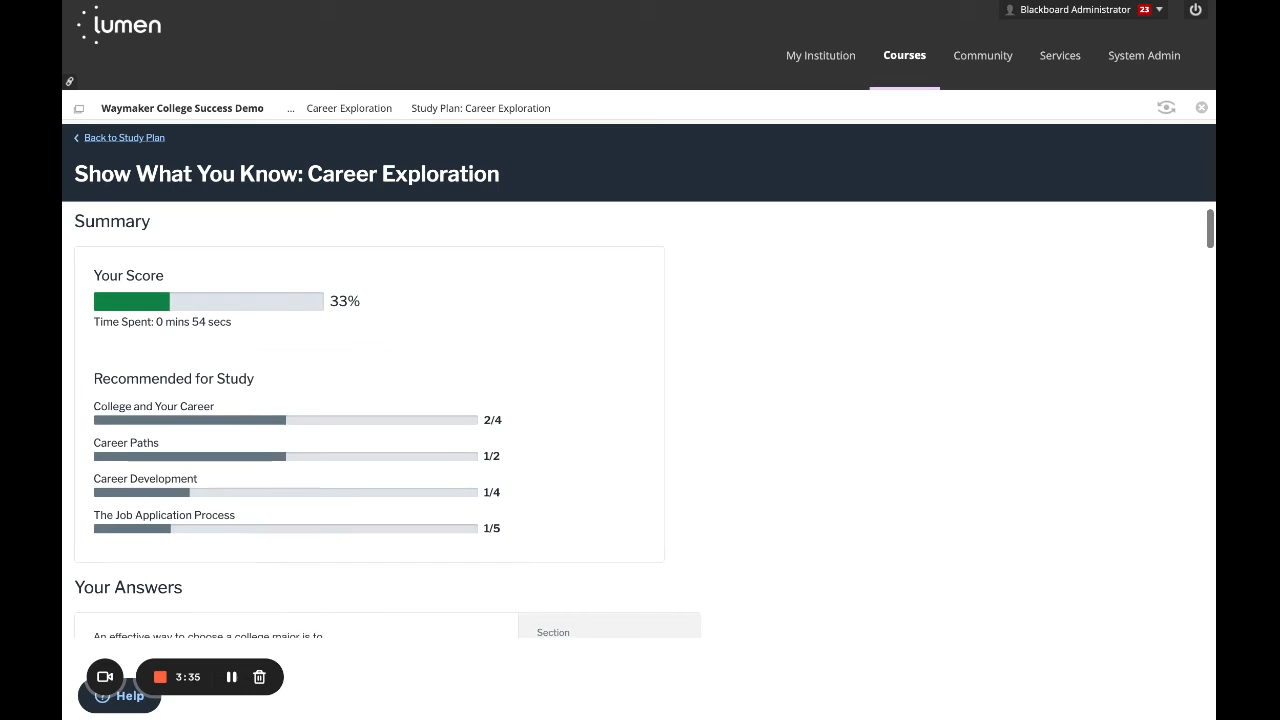 lumen
Blackboard Administrator 23
My Institution Courses Community Services System Admin
Waymaker College Success Demo ... Career Exploration Study Plan: Career Exploration
Back to Study Plan
Show What You Know: Career Exploration
Summary
Your Score
33%
Time Spent: 0 mins 54 secs
Recommended for Study
College and Your Career
2/4
Career Paths
1/2
Career Development
1/4
The Job Application Process
1/5
Your Answers
An effective way to choose a college major is to
Section
3:35
Help